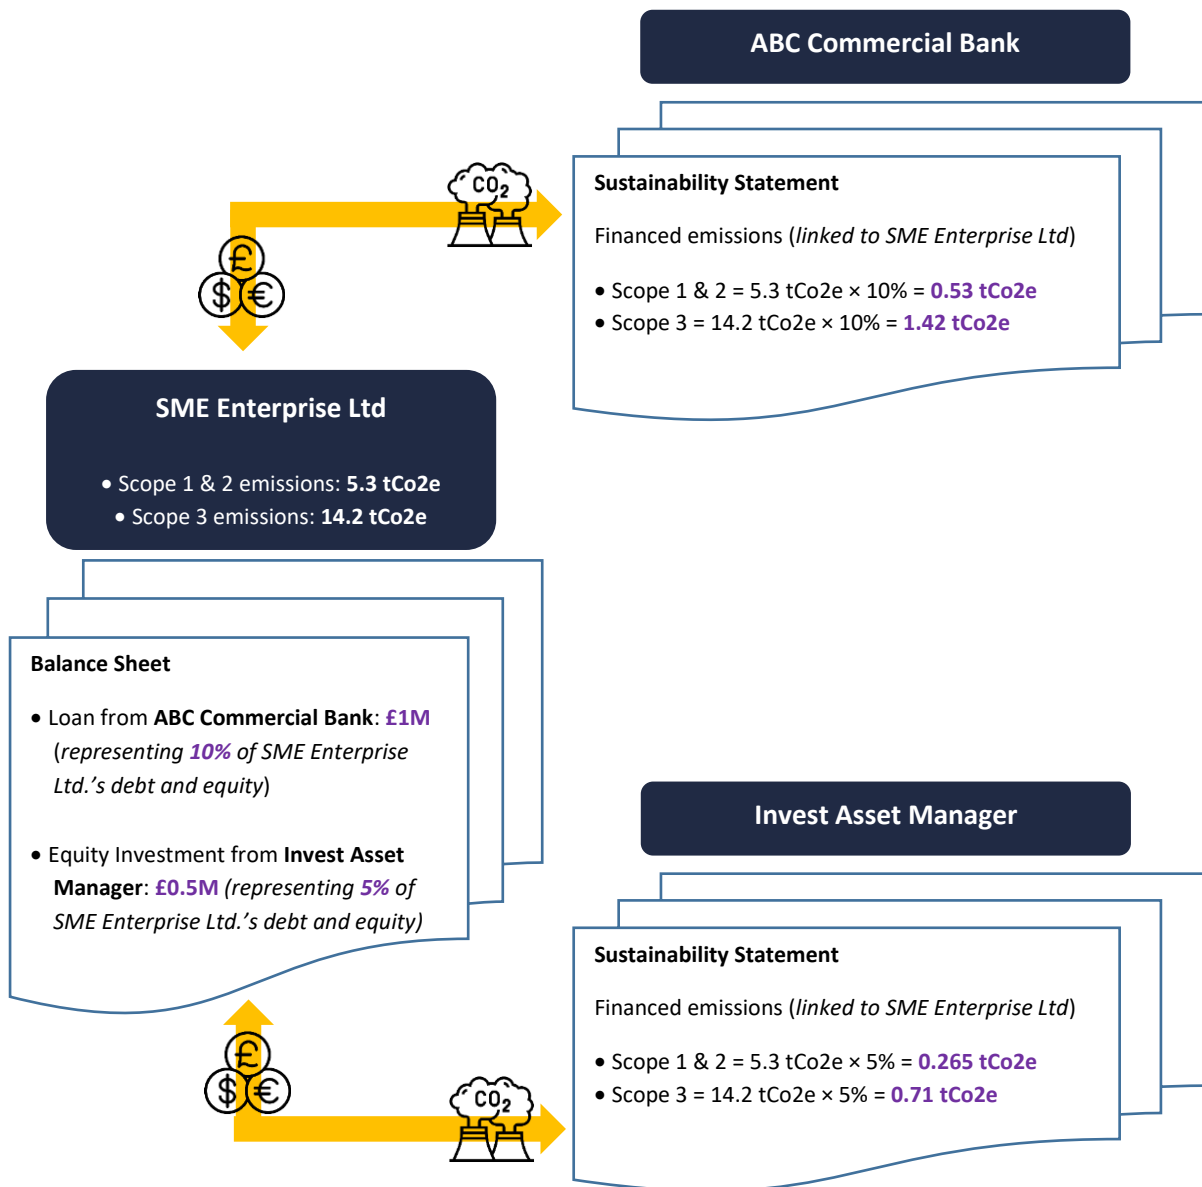 ABC Commercial Bank
CO2
Sustainability Statement
Financed emissions (linked to SME Enterprise Ltd)
• Scope 1 & 2 = 5.3 tCo2e × 10% = 0.53 tCo2e
• Scope 3 = 14.2 tCo2e × 10% = 1.42 tCo2e
£
$ €
SME Enterprise Ltd
• Scope 1 & 2 emissions: 5.3 tCo2e
• Scope 3 emissions: 14.2 tCo2e
Balance Sheet
• Loan from ABC Commercial Bank: £1M
(representing 10% of SME Enterprise
Ltd.’s debt and equity)
• Equity Investment from Invest Asset
Manager: £0.5M (representing 5% of
SME Enterprise Ltd.’s debt and equity)
Invest Asset Manager
Sustainability Statement
Financed emissions (linked to SME Enterprise Ltd)
• Scope 1 & 2 = 5.3 tCo2e × 5% = 0.265 tCo2e
• Scope 3 = 14.2 tCo2e × 5% = 0.71 tCo2e
£
$ €
CO2